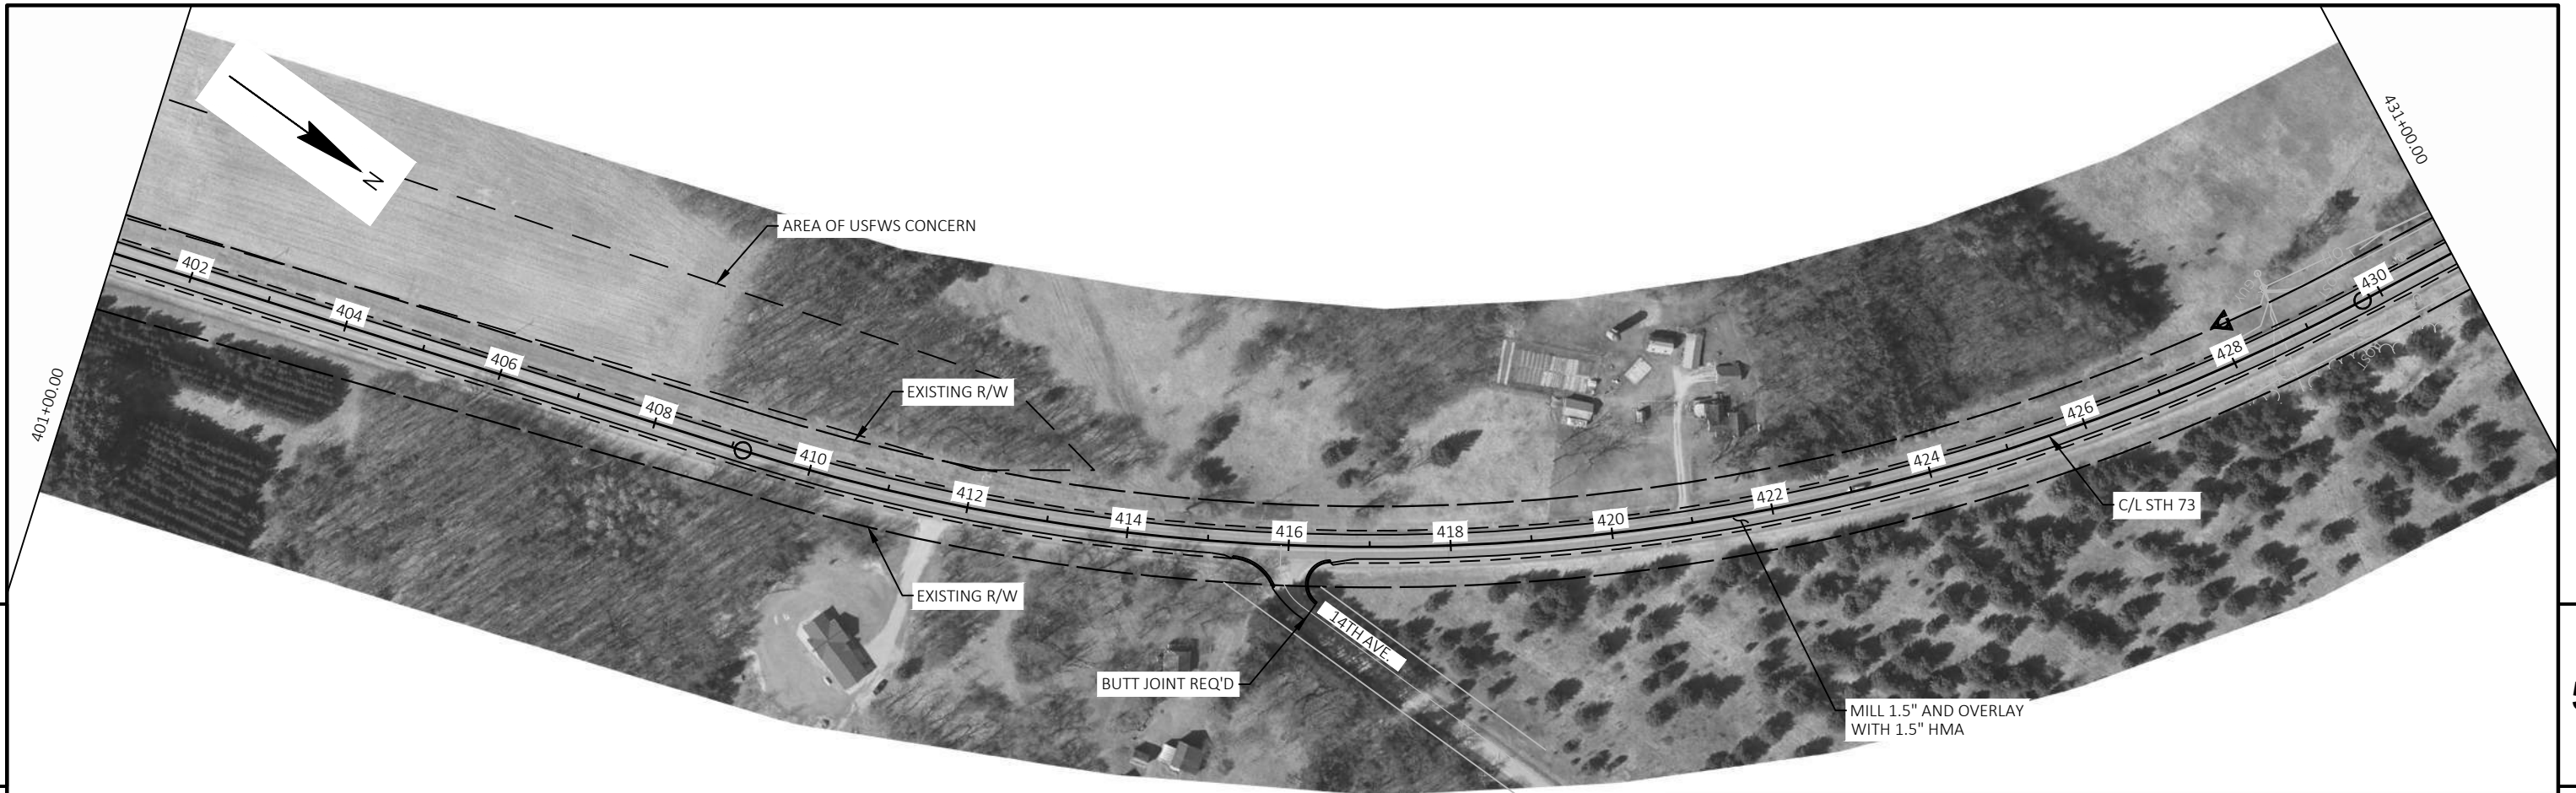 N
431+00.00
AREA OF USFWS CONCERN
402
404
406
408
410
412
414
416
418
420
422
424
426
428
430
EXISTING R/W
401+00.00
C/L STH 73
EXISTING R/W
14TH AVE.
BUTT JOINT REQ'D
MILL 1.5" AND OVERLAY
WITH 1.5" HMA